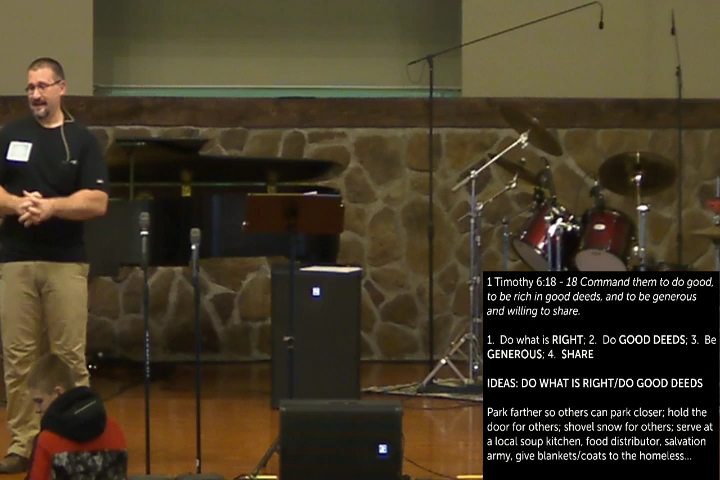 1 Timothy 6:18 - 18 Command them to do good,
to be rich in good deeds, and to be generous
and willing to share.
1. Do what is RIGHT; 2. Do GOOD DEEDS; 3. Be
GENEROUS; 4. SHARE
IDEAS: DO WHAT IS RIGHT/DO GOOD DEEDS
Park farther so others can park closer; hold the
door for others; shovel snow for others; serve at
a local soup kitchen, food distributor, salvation
army, give blankets/coats to the homeless...